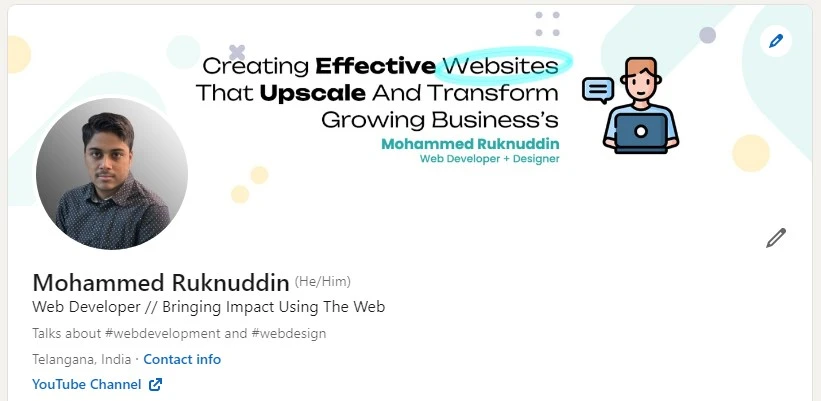 Creating Effective Websites
That Upscale And Transform
Growing Business's
Mohammed Ruknuddin
Web Developer + Designer
Mohammed Ruknuddin (He/Him)
Web Developer // Bringing Impact Using The Web
Talks about #webdevelopment and #webdesign
Telangana, India · Contact info
YouTube Channel